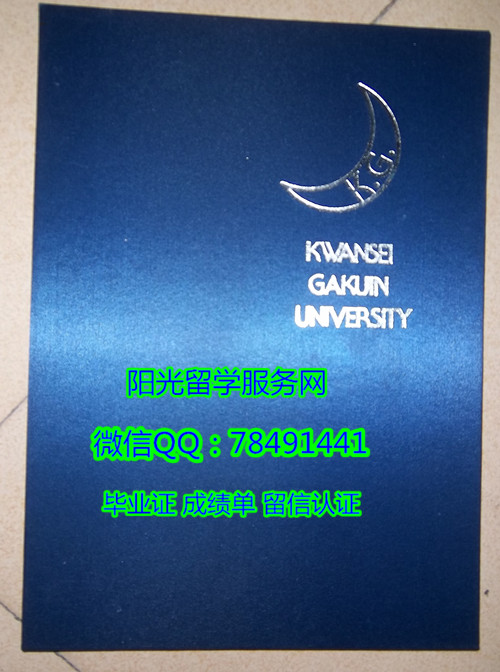 K.G.
KWANSEI
GAKUIN
UNIVERSITY
阳光留学服务网
微信QQ：78491441
毕业证 成绩单 留信认证